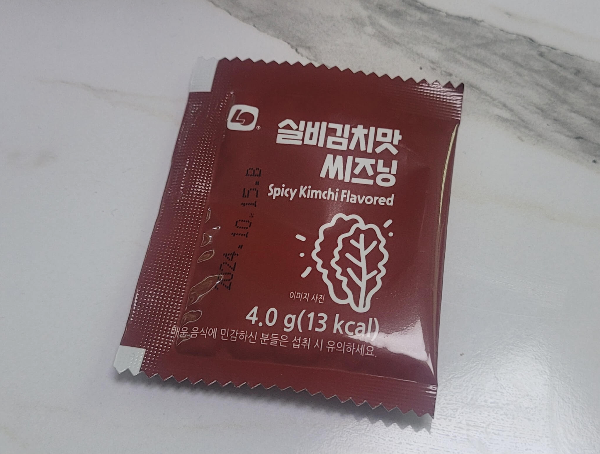 실비김치맛
씨즈닝
Spicy Kimchi Flavored
2024.10.15.B
이미지 사진
4.0 g(13 kcal)
매운 음식에 민감하신 분들은 섭취 시 유의하세요.